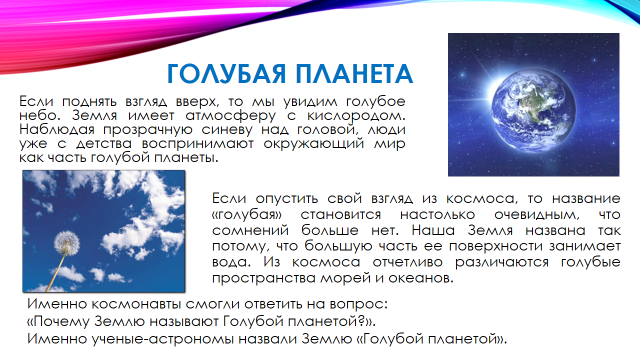 ГОЛУБАЯ ПЛАНЕТА
Если поднять взгляд вверх, то мы увидим голубое
небо. Земля имеет атмосферу с кислородом.
Наблюдая прозрачную синеву над головой, люди
уже с детства воспринимают окружающий мир
как часть голубой планеты.
Если опустить свой взгляд из космоса, то название
«голубая» становится настолько очевидным, что
сомнений больше нет. Наша Земля названа так
потому, что большую часть ее поверхности занимает
вода. Из космоса отчетливо различаются голубые
пространства морей и океанов.
Именно космонавты смогли ответить на вопрос:
«Почему Землю называют Голубой планетой?».
Именно ученые-астрономы назвали Землю «Голубой планетой».